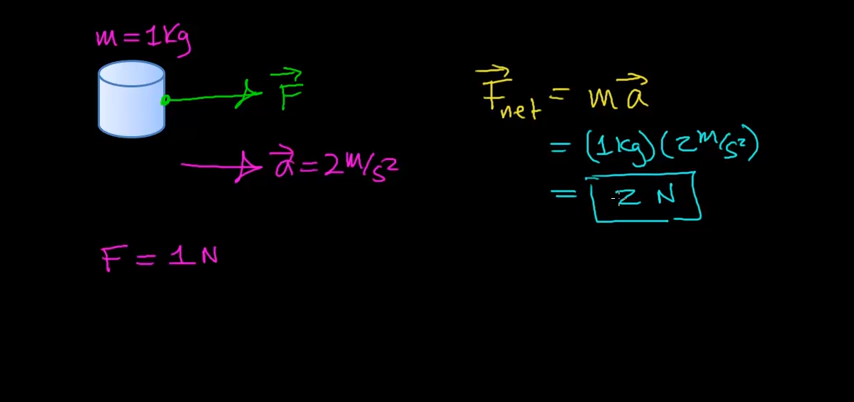 m = 1Kg
F⃗
a⃗ = 2 m/s²
F = 1 N
F⃗net = m a⃗
= (1Kg)(2 m/s²)
= 2 N